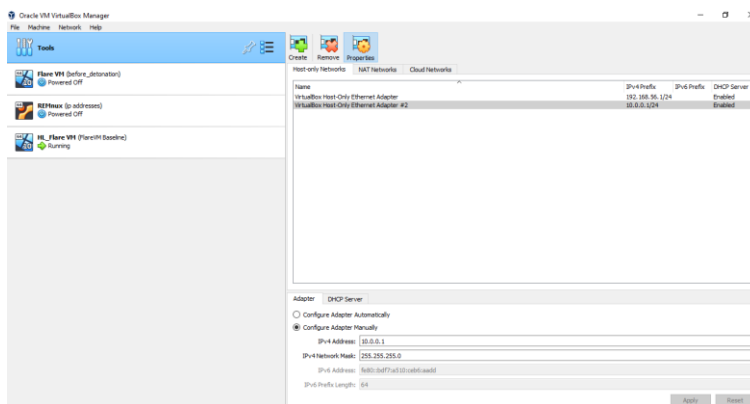 Oracle VM VirtualBox Manager
File Machine Network Help
Tools
Flare VM (before_detonation)
Powered Off
REMnux (ip addresses)
Powered Off
HL_Flare VM (FlareVM Baseline)
Running
Create Remove Properties
Host-only Networks NAT Networks Cloud Networks
Name IPv4 Prefix IPv6 Prefix DHCP Server
VirtualBox Host-Only Ethernet Adapter 192.168.56.1/24 Enabled
VirtualBox Host-Only Ethernet Adapter #2 10.0.0.1/24 Enabled
Adapter DHCP Server
Configure Adapter Automatically
Configure Adapter Manually
IPv4 Address: 10.0.0.1
IPv4 Network Mask: 255.255.255.0
IPv6 Address:
IPv6 Prefix Length: 64
Apply Reset